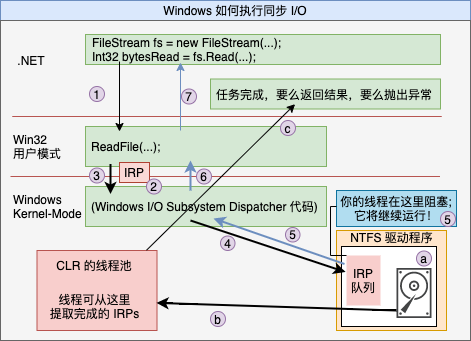 Windows 如何执行同步 I/O
.NET
FileStream fs = new FileStream(...);
Int32 bytesRead = fs.Read(...);
1
7
任务完成，要么返回结果，要么抛出异常
c
Win32
用户模式
ReadFile(...);
3
IRP
2
6
Windows
Kernel-Mode
(Windows I/O Subsystem Dispatcher 代码)
你的线程在这里阻塞;
它将继续运行！
5
4
5
NTFS 驱动程序
a
IRP
队列
CLR 的线程池
线程可从这里
提取完成的 IRPs
b